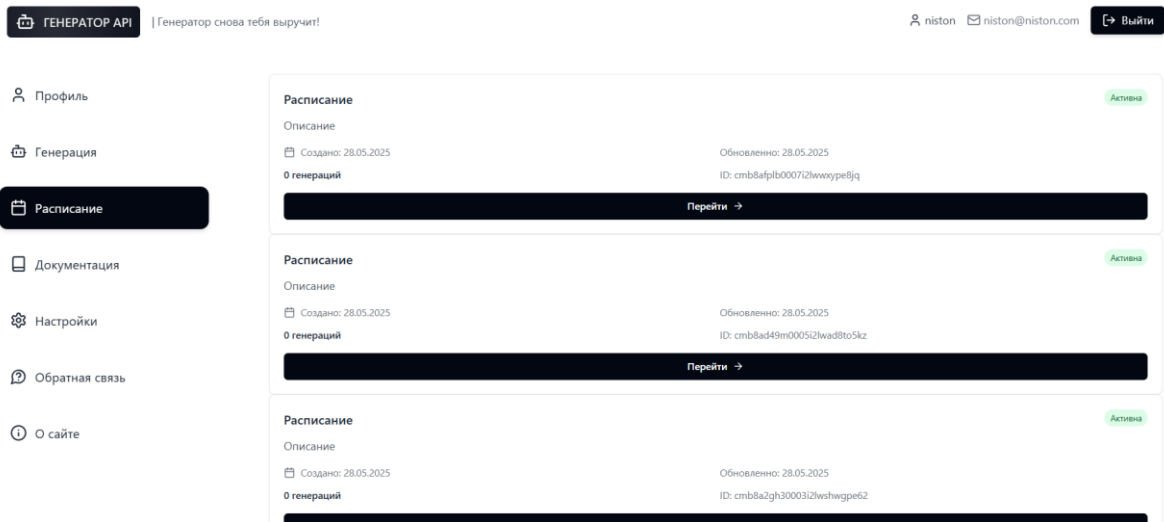 ГЕНЕРАТОР API | Генератор снова тебя выручит! niston niston@niston.com Выйти
Профиль
Генерация
Расписание
Документация
Настройки
Обратная связь
О сайте
Расписание Активна
Описание
Создано: 28.05.2025 Обновленно: 28.05.2025
0 генераций ID: cmb8afplb0007i2lwwxype8jq
Перейти →
Расписание Активна
Описание
Создано: 28.05.2025 Обновленно: 28.05.2025
0 генераций ID: cmb8ad49m0005i2lwad8to5kz
Перейти →
Расписание Активна
Описание
Создано: 28.05.2025 Обновленно: 28.05.2025
0 генераций ID: cmb8a2gh30003i2lwshwgpe62